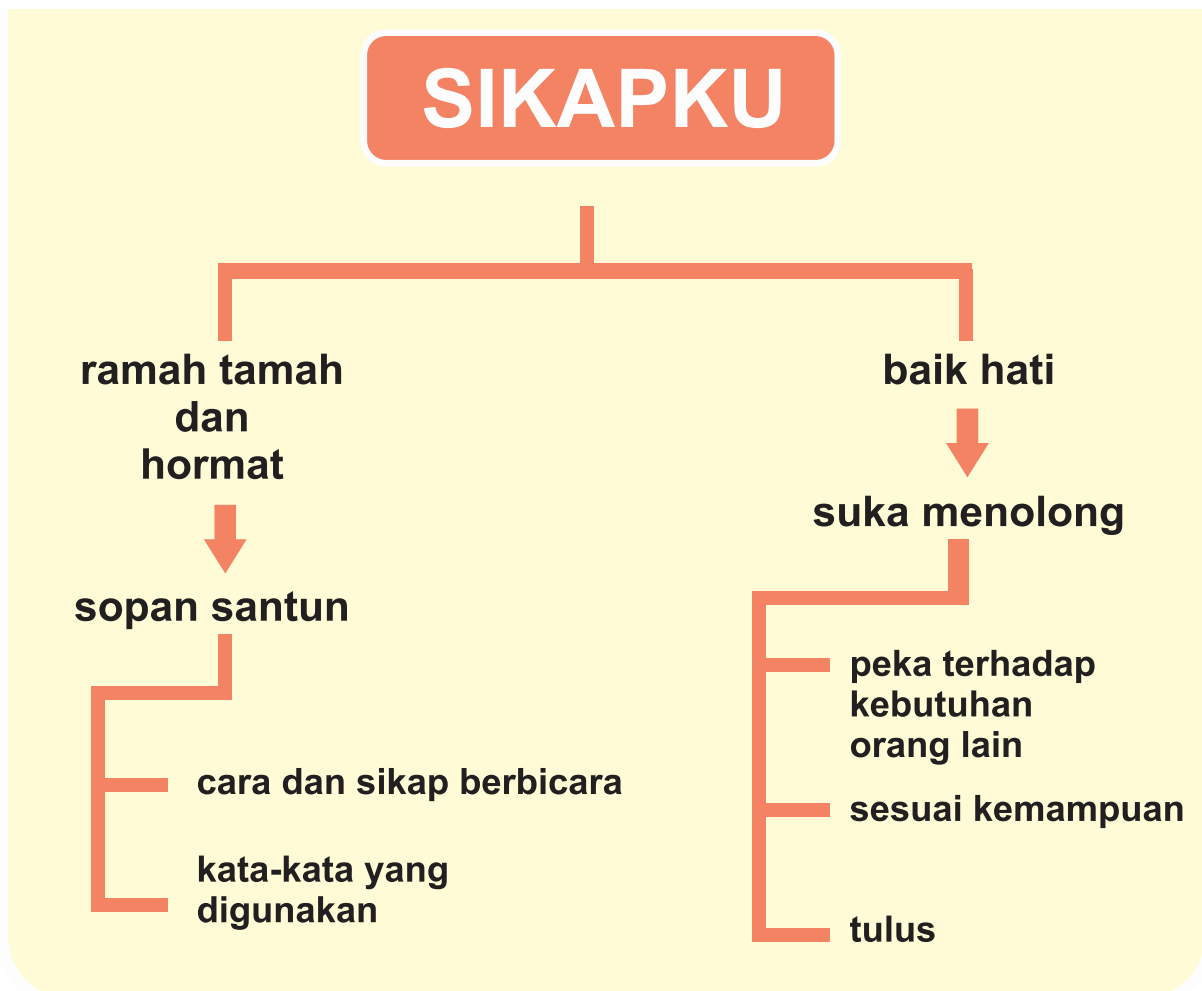 SIKAPKU
ramah tamah
dan
hormat
sopan santun
cara dan sikap berbicara
kata-kata yang
digunakan
baik hati
suka menolong
peka terhadap
kebutuhan
orang lain
sesuai kemampuan
tulus